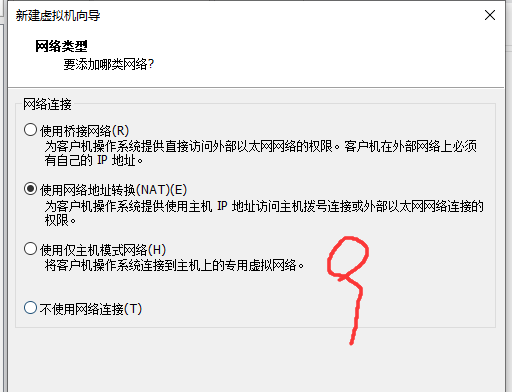 新建虚拟机向导
网络类型
要添加哪类网络?
网络连接
使用桥接网络(R)
为客户机操作系统提供直接访问外部以太网网络的权限。客户机在外部网络上必须
有自己的 IP 地址。
使用网络地址转换(NAT)(E)
为客户机操作系统提供使用主机 IP 地址访问主机拨号连接或外部以太网网络连接的
权限。
使用仅主机模式网络(H)
将客户机操作系统连接到主机上的专用虚拟网络。
不使用网络连接(T)